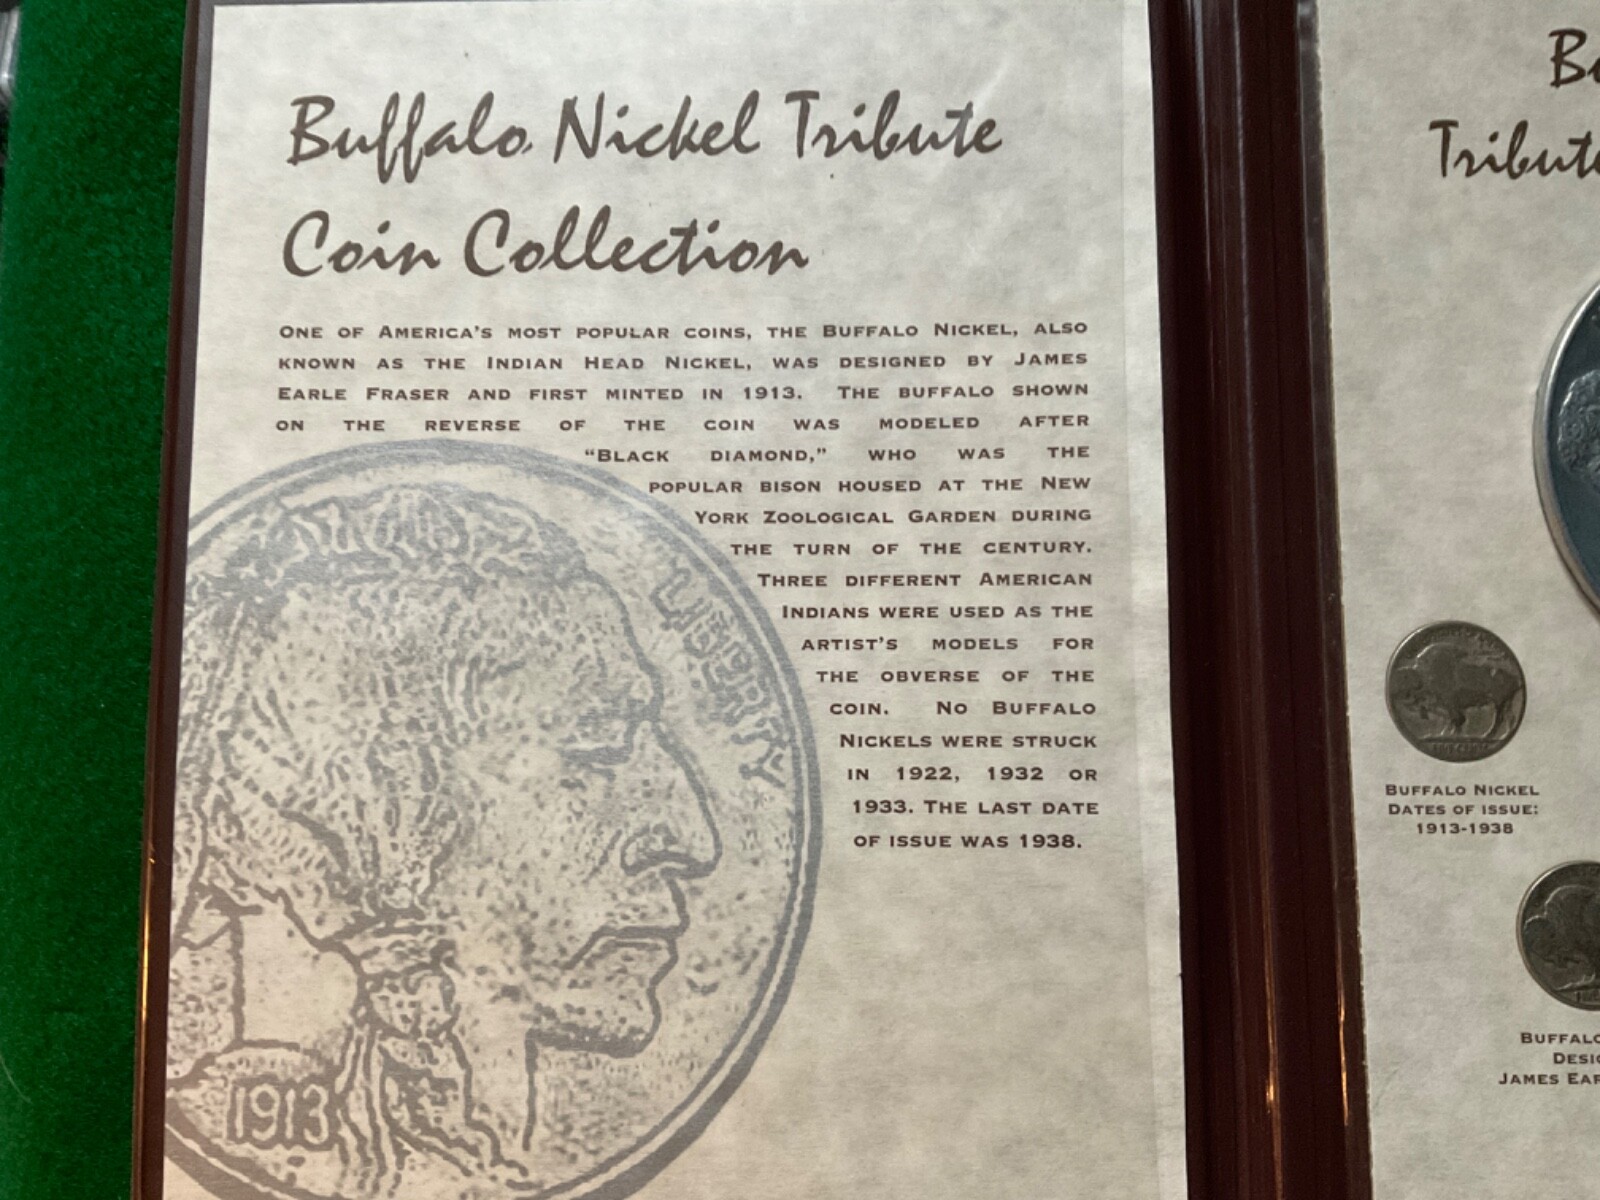 Buffalo Nickel Tribute
Coin Collection
ONE OF AMERICA'S MOST POPULAR COINS, THE BUFFALO NICKEL, ALSO
KNOWN AS THE INDIAN HEAD NICKEL, WAS DESIGNED BY JAMES
EARLE FRASER AND FIRST MINTED IN 1913. THE BUFFALO SHOWN
ON THE REVERSE OF THE COIN WAS MODELED AFTER
“BLACK DIAMOND,” WHO WAS THE
POPULAR BISON HOUSED AT THE NEW
YORK ZOOLOGICAL GARDEN DURING
THE TURN OF THE CENTURY.
THREE DIFFERENT AMERICAN
INDIANS WERE USED AS THE
ARTIST'S MODELS FOR
THE OBVERSE OF THE
COIN. NO BUFFALO
NICKELS WERE STRUCK
IN 1922, 1932 OR
1933. THE LAST DATE
OF ISSUE WAS 1938.
LIBERTY
1913
Tribute
BUFFALO NICKEL
DATES OF ISSUE:
1913-1938
BUFFALO
JAMES